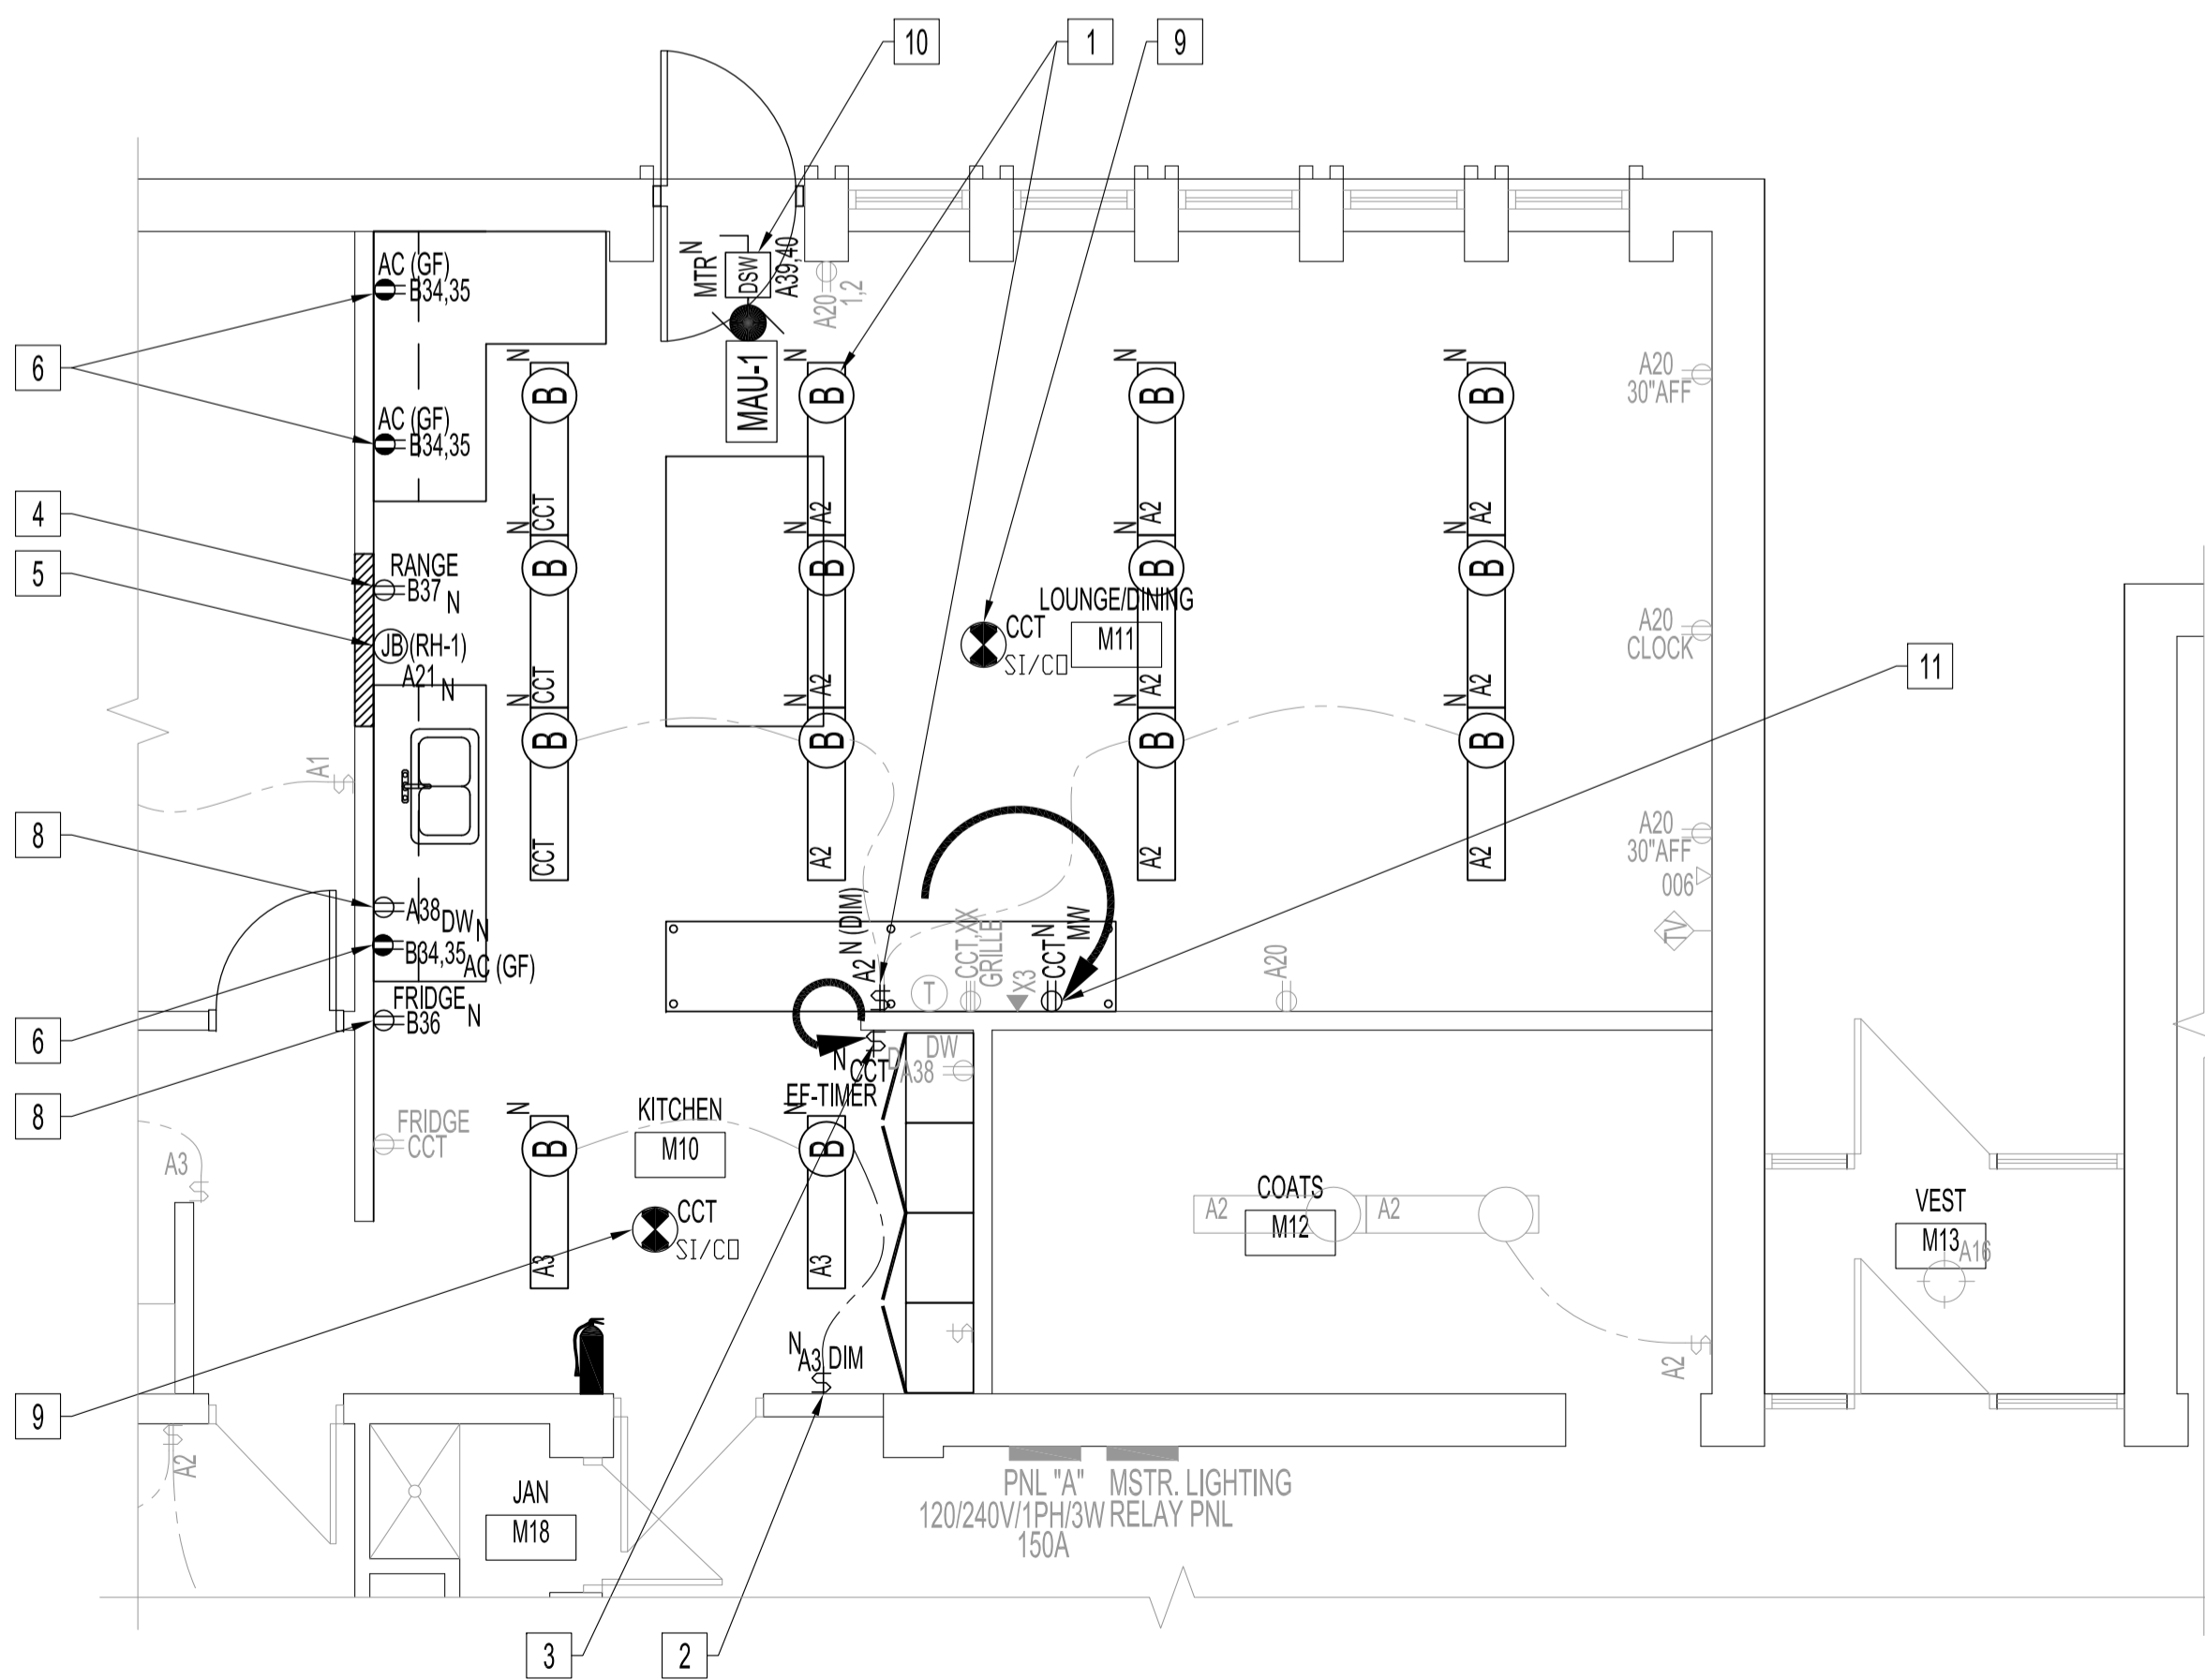 10
1
9
AC (GF)
B34,35
MTR N
DSW
A39,40
A20
1,2
6
AC (GF)
B34,35
MAU-1
N
B
N
B
N
B
N
B
A20
30"AFF
4
RANGE
B37 N
CCT
A2
A2
A2
5
JB (RH-1)
A21 N
N
B
N
B
N
B
N
B
LOUNGE/DINING
M11
CCT
SI/CO
A20
CLOCK
11
CCT
A2
A2
A2
N
B
N
B
N
B
N
B
A1
8
A20
30"AFF
006
CCT
A2
A2
A2
A38 DW N
B34,35 AC (GF)
TV
A2 N (DIM)
T
CCT,XX
GRILLE
X3
CCT N
MW
A20
6
FRIDGE N
B36
8
N CCT
EF-TIMER
D
DW
A38
FRIDGE
CCT
N
B
KITCHEN
M10
N
B
A3
CCT
SI/CO
A3
A3
COATS
A2
M12
A2
VEST
M13
A16
N
A3 DIM
A2
9
A2
JAN
M18
PNL "A"
120/240V/1PH/3W
150A
MSTR. LIGHTING
RELAY PNL
3
2